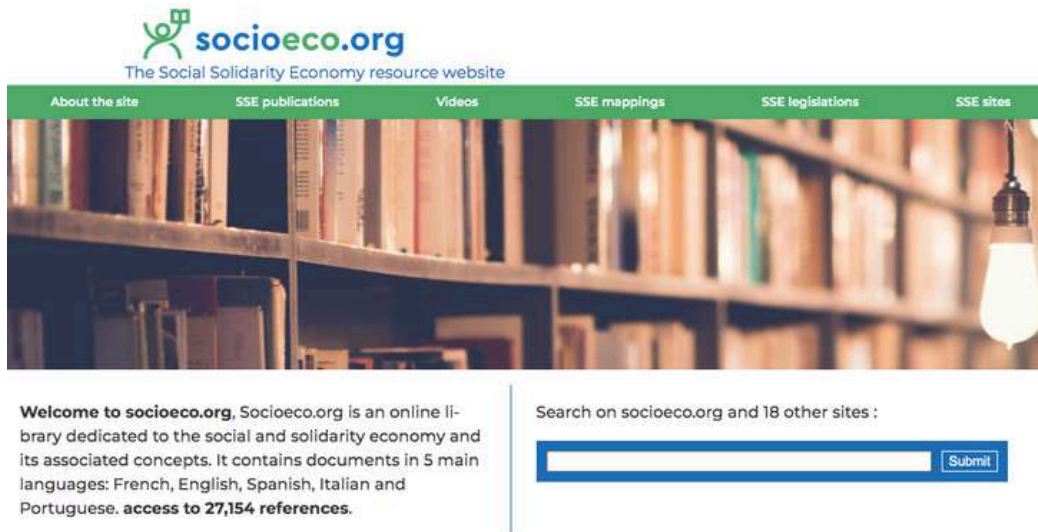 socioeco.org
The Social Solidarity Economy resource website
About the site SSE publications Videos SSE mappings SSE legislations SSE sites
Welcome to socioeco.org, Socioeco.org is an online li-
brary dedicated to the social and solidarity economy and
its associated concepts. It contains documents in 5 main
languages: French, English, Spanish, Italian and
Portuguese. access to 27,154 references.
Search on socioeco.org and 18 other sites :
Submit